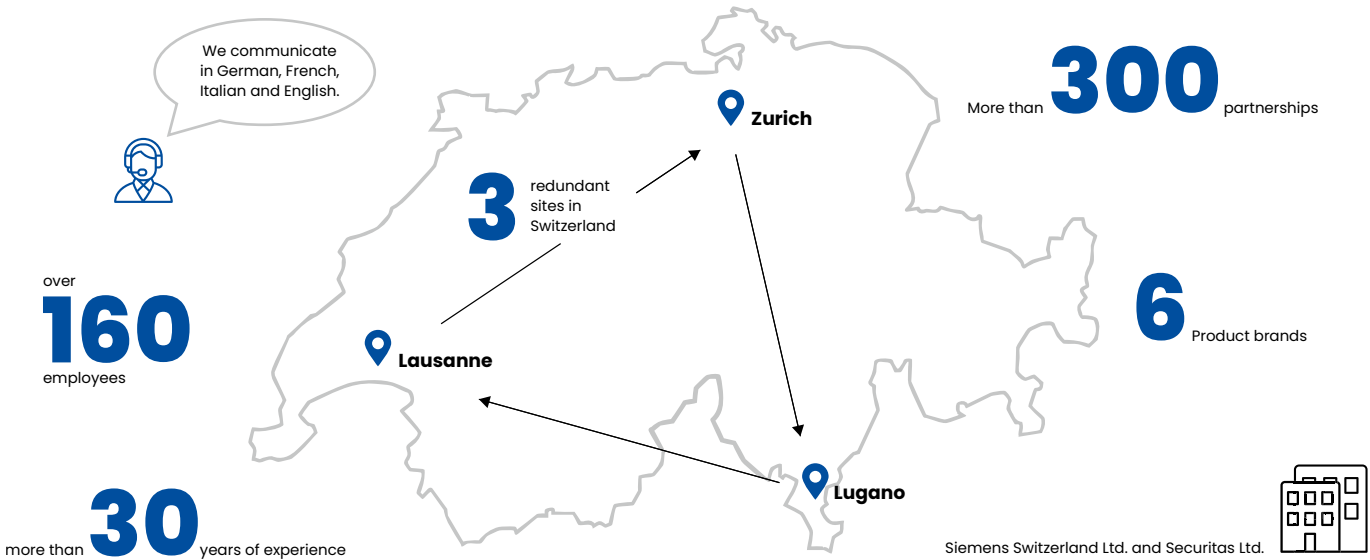 We communicate
in German, French,
Italian and English.
More than 300 partnerships
Zurich
3 redundant
sites in
Switzerland
over
160
employees
6 Product brands
Lausanne
Lugano
more than 30 years of experience
Siemens Switzerland Ltd. and Securitas Ltd.